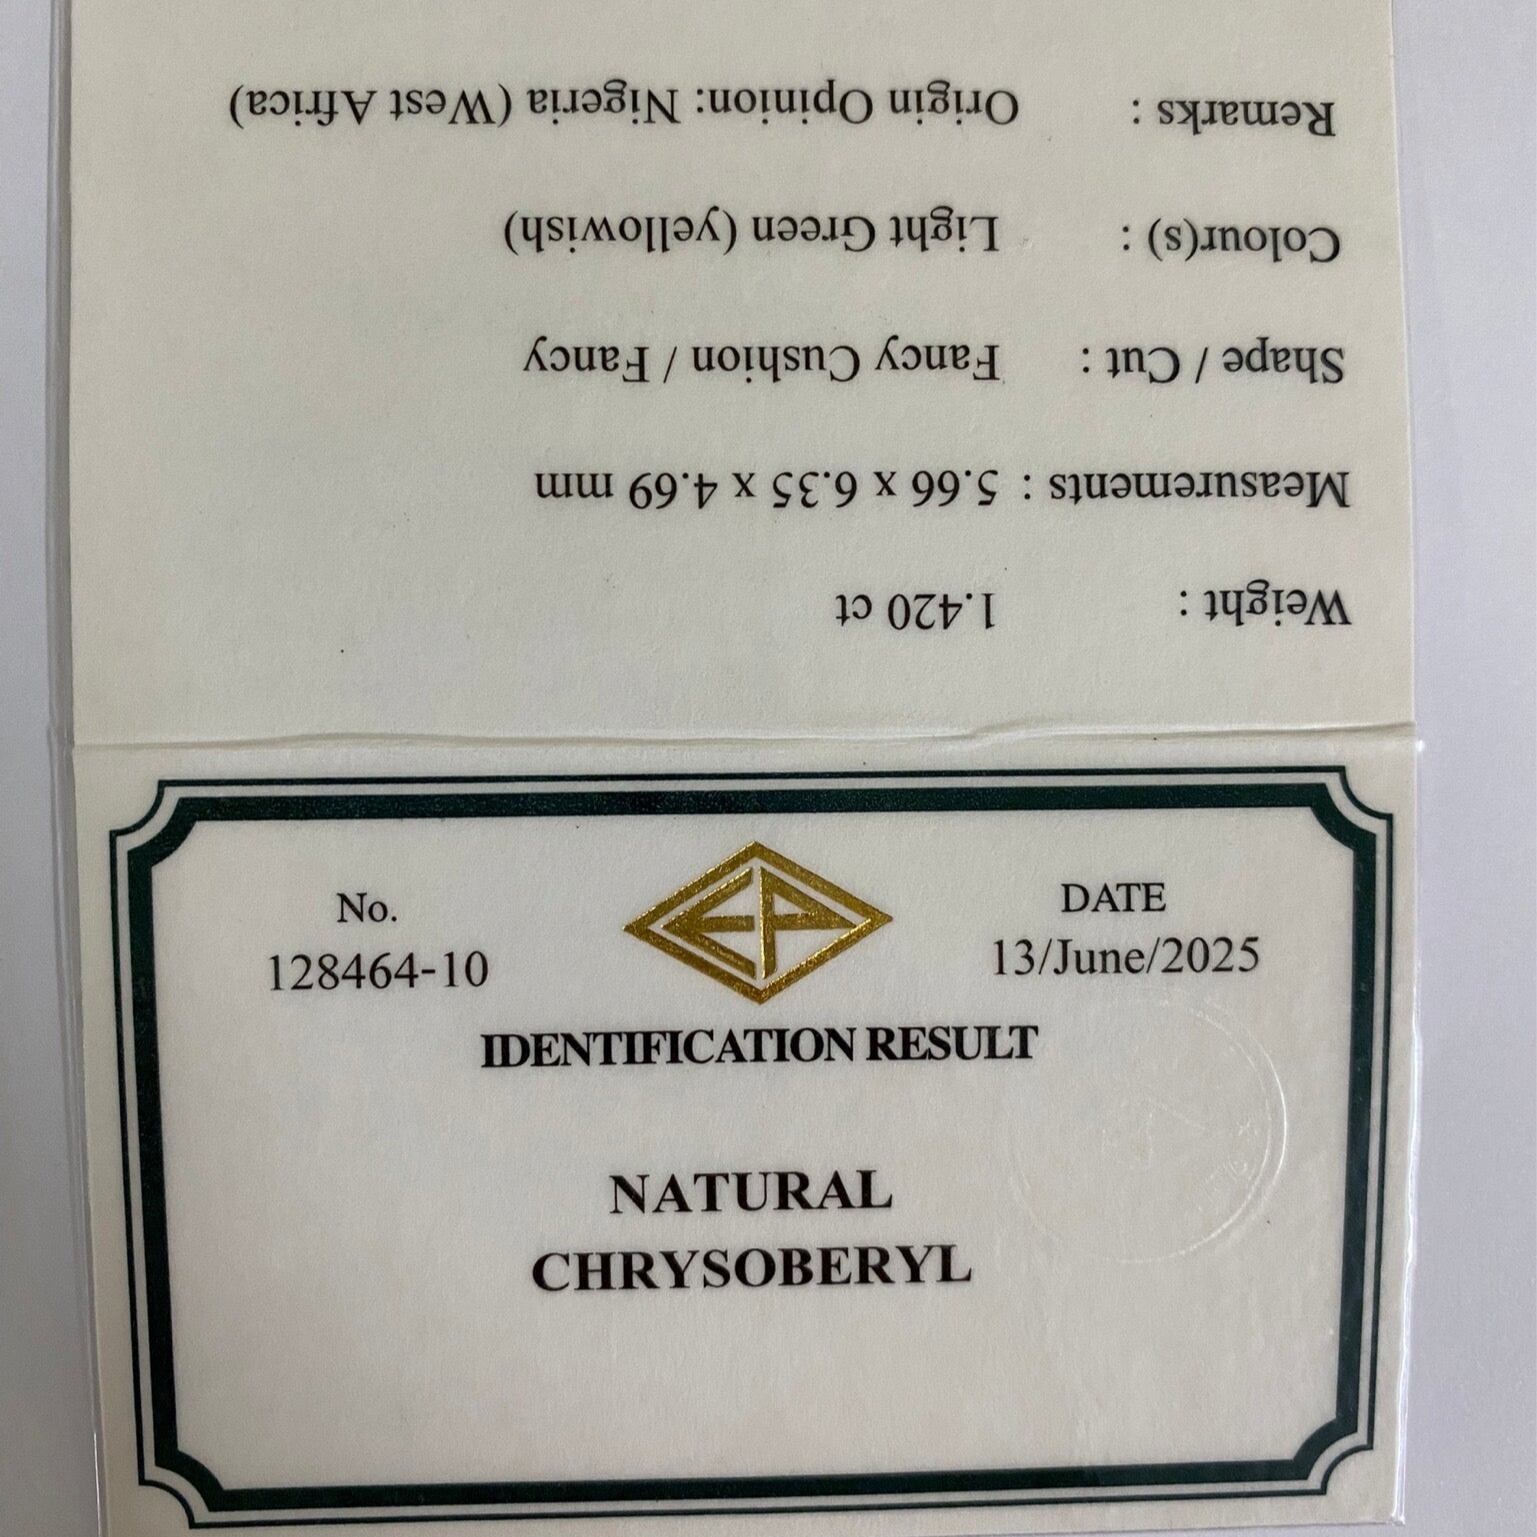 Weight : 1.420 ct
Measurements : 5.66 x 6.35 x 4.69 mm
Shape / Cut : Fancy Cushion / Fancy
Colour(s) : Light Green (yellowish)
Remarks : Origin Opinion: Nigeria (West Africa)
No.
128464-10
EP
DATE
13/June/2025
IDENTIFICATION RESULT
NATURAL
CHRYSOBERYL